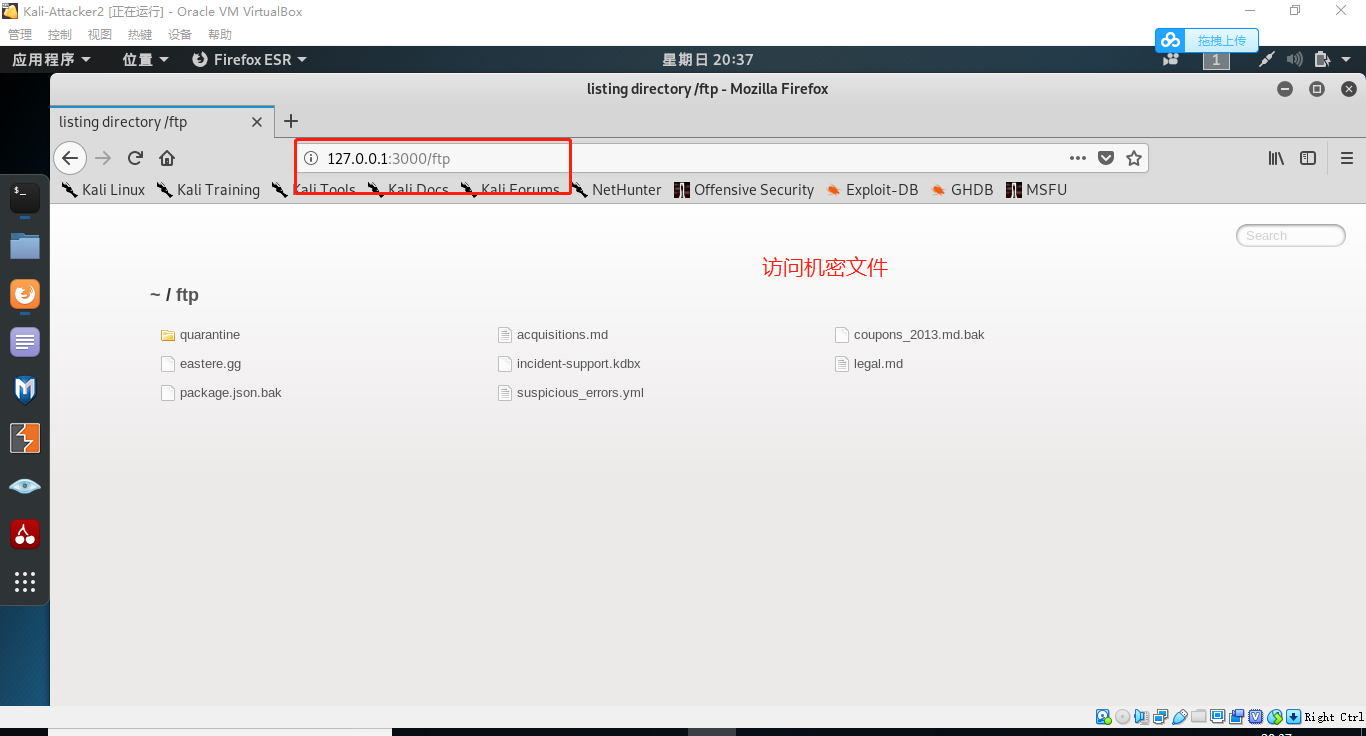 Kali-Attacker2 [正在运行] - Oracle VM VirtualBox
管理 控制 视图 热键 设备 帮助
拖拽上传
应用程序 位置 Firefox ESR 星期日 20:37 1
listing directory /ftp - Mozilla Firefox
listing directory /ftp
127.0.0.1:3000/ftp
Kali Linux Kali Training Kali Tools Kali Docs Kali Forums NetHunter Offensive Security Exploit-DB GHDB MSFU
Search
访问机密文件
~ / ftp
quarantine acquisitions.md coupons_2013.md.bak
eastere.gg incident-support.kdbx legal.md
package.json.bak suspicious_errors.yml
Right Ctrl